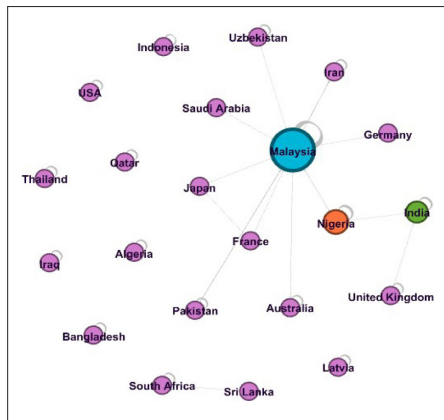 Uzbekistan
Indonesia
Iran
USA
Saudi Arabia
Germany
Malaysia
Qatar
Thailand
Japan
India
Nigeria
France
Algeria
Iraq
United Kingdom
Pakistan
Australia
Bangladesh
Latvia
South Africa
Sri Lanka